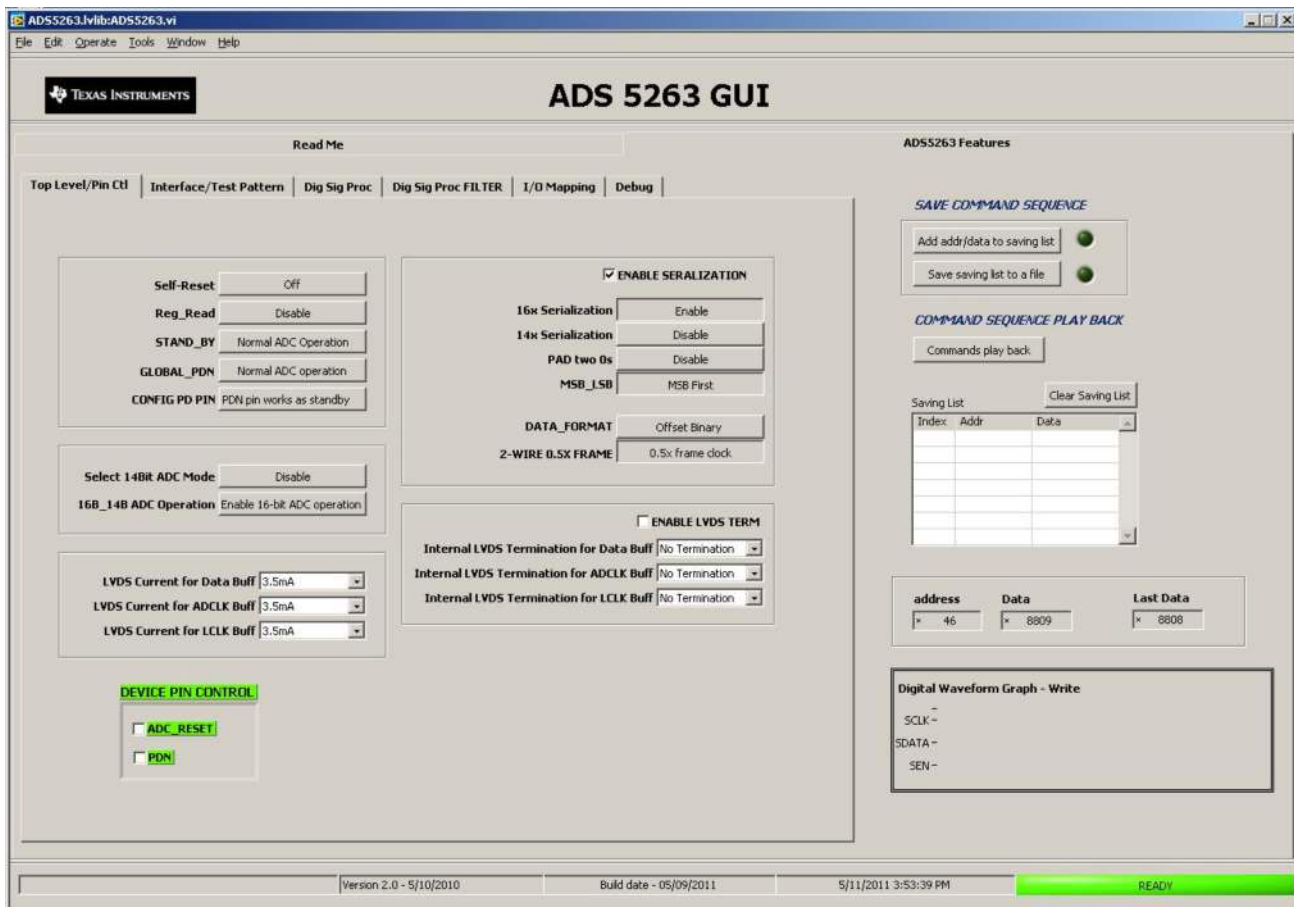 ADS5263.lvlib:ADS5263.vi
File Edit Operate Tools Window Help
TEXAS INSTRUMENTS
ADS 5263 GUI
Read Me
ADS5263 Features
Top Level/Pin Ctl
Interface/Test Pattern
Dig Sig Proc
Dig Sig Proc FILTER
I/O Mapping
Debug
Self-Reset Off
Reg_Read Disable
STAND_BY Normal ADC Operation
GLOBAL_PDN Normal ADC operation
CONFIG PD PIN PDN pin works as standby
Select 14Bit ADC Mode Disable
16B_14B ADC Operation Enable 16-bit ADC operation
LVDS Current for Data Buff 3.5mA
LVDS Current for ADCLK Buff 3.5mA
LVDS Current for LCLK Buff 3.5mA
DEVICE PIN CONTROL
ADC_RESET
PDN
ENABLE SERALIZATION
16x Serialization Enable
14x Serialization Disable
PAD two 0s Disable
MSB_LSB MSB First
DATA_FORMAT Offset Binary
2-WIRE 0.5X FRAME 0.5x frame clock
ENABLE LVDS TERM
Internal LVDS Termination for Data Buff No Termination
Internal LVDS Termination for ADCLK Buff No Termination
Internal LVDS Termination for LCLK Buff No Termination
SAVE COMMAND SEQUENCE
Add addr/data to saving list
Save saving list to a file
COMMAND SEQUENCE PLAY BACK
Commands play back
Clear Saving List
Saving List
Index Addr Data
address Data Last Data
x 46 x 8809 x 8808
Digital Waveform Graph - Write
SCLK
SDATA
SEN
Version 2.0 - 5/10/2010 Build date - 05/09/2011 5/11/2011 3:53:39 PM READY